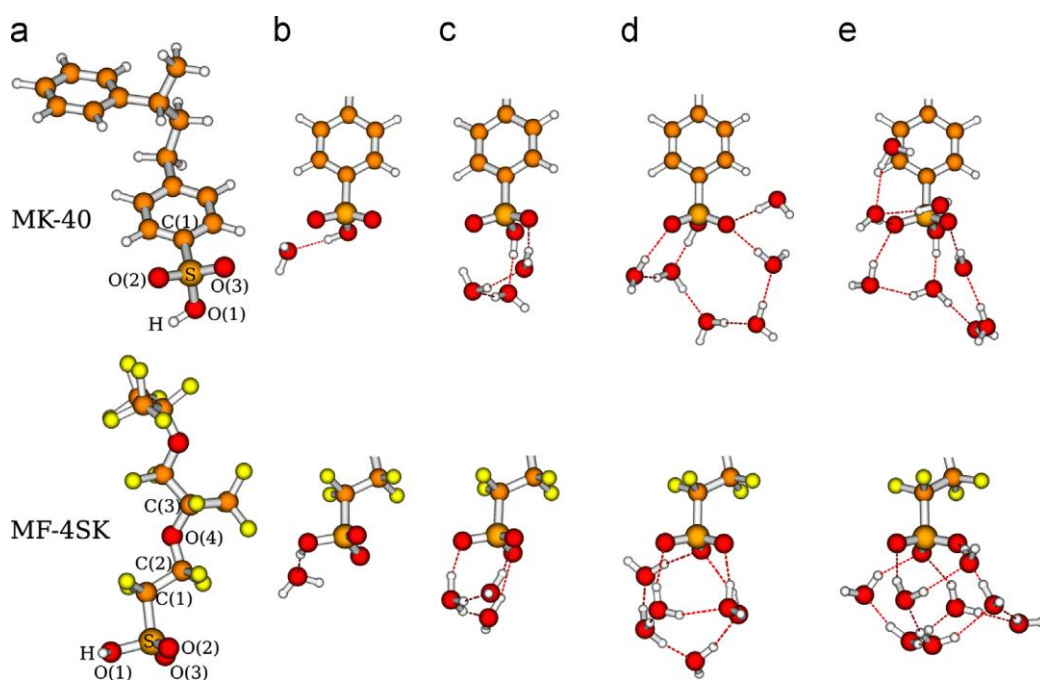 a b c d e
MK-40
C(1)
O(2) S O(3)
H O(1)
MF-4SK
C(3)
O(4)
C(2)
C(1)
H S O(2)
O(1) O(3)